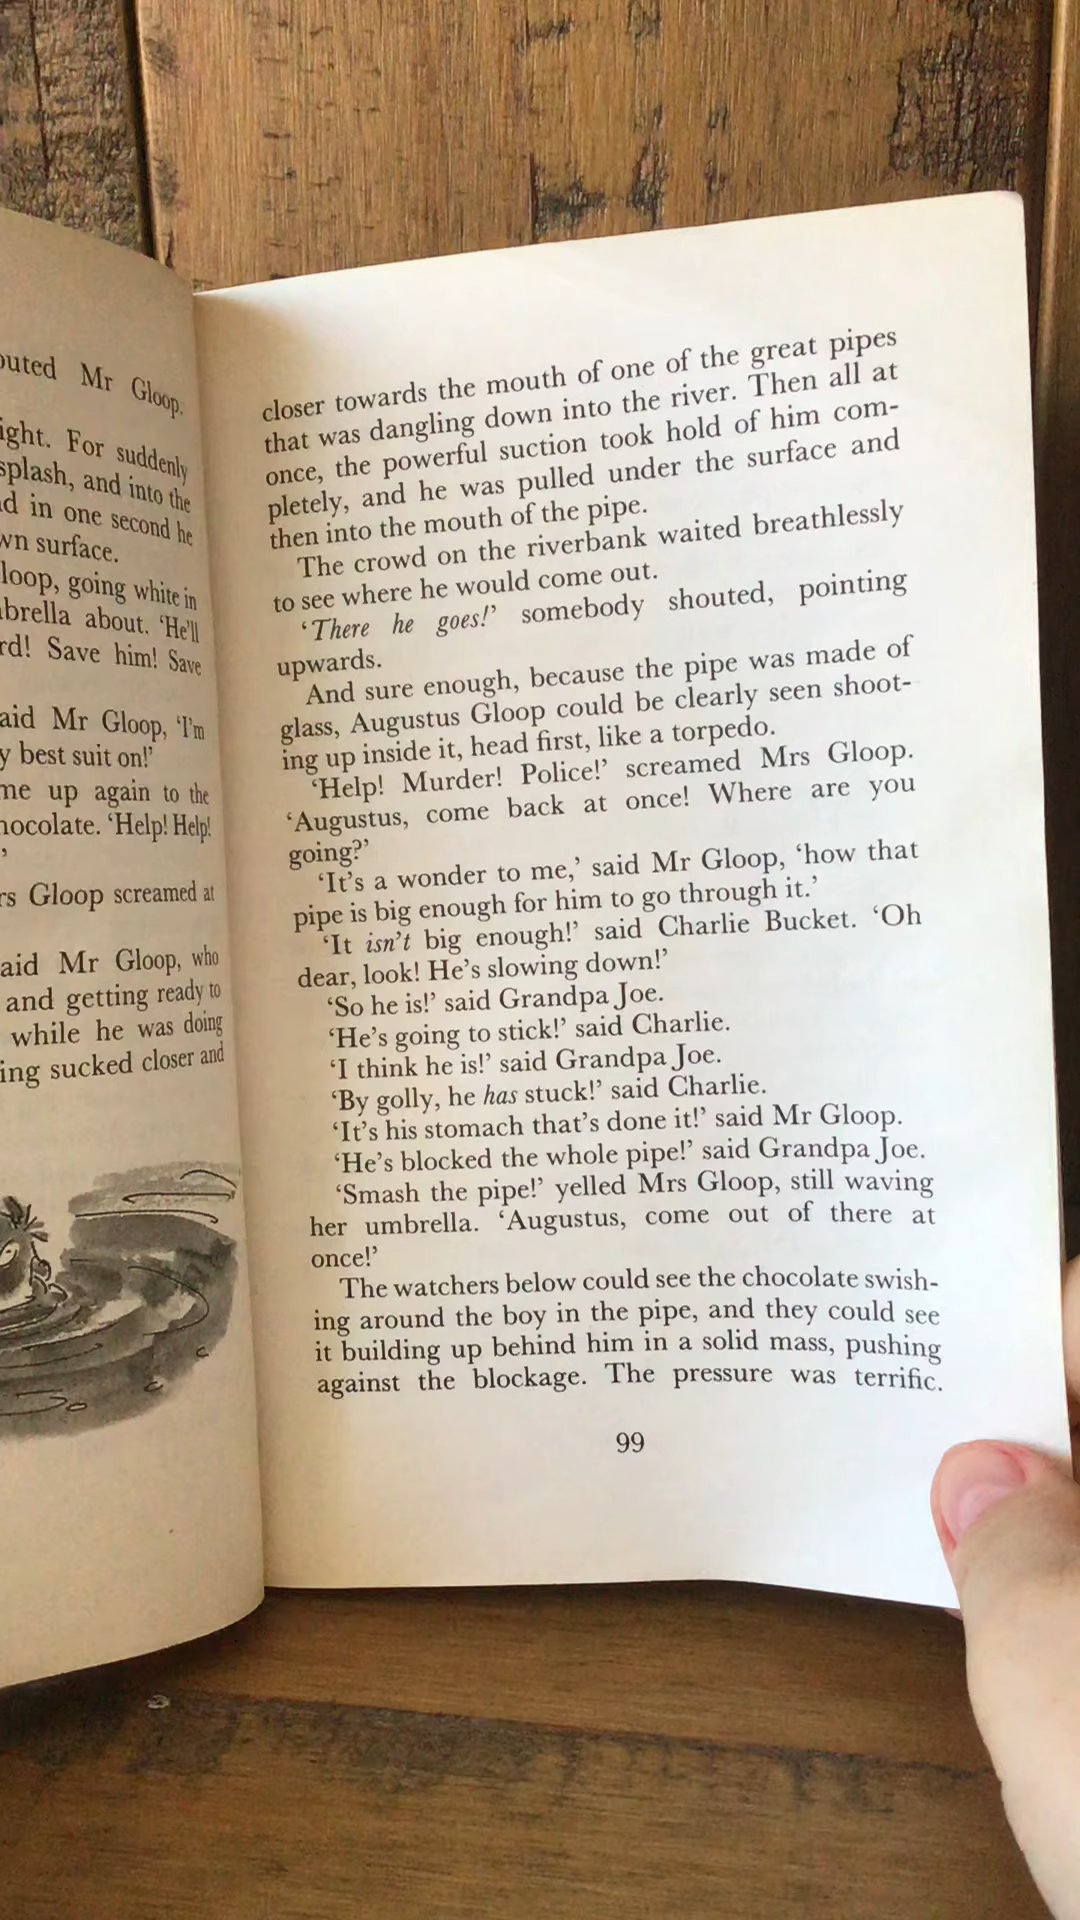 outed Mr Gloop.
ight. For suddenly
splash, and into the
d in one second he
wn surface.
loop, going white in
brella about. ‘He’ll
rd! Save him! Save
aid Mr Gloop, ‘I’m
y best suit on!’
me up again to the
hocolate. ‘Help! Help!
’
rs Gloop screamed at
aid Mr Gloop, who
and getting ready to
while he was doing
ing sucked closer and
closer towards the mouth of one of the great pipes
that was dangling down into the river. Then all at
once, the powerful suction took hold of him com-
pletely, and he was pulled under the surface and
then into the mouth of the pipe.
The crowd on the riverbank waited breathlessly
to see where he would come out.
‘There he goes!’ somebody shouted, pointing
upwards.
And sure enough, because the pipe was made of
glass, Augustus Gloop could be clearly seen shoot-
ing up inside it, head first, like a torpedo.
‘Help! Murder! Police!’ screamed Mrs Gloop.
‘Augustus, come back at once! Where are you
going?’
‘It’s a wonder to me,’ said Mr Gloop, ‘how that
pipe is big enough for him to go through it.’
‘It isn’t big enough!’ said Charlie Bucket. ‘Oh
dear, look! He’s slowing down!’
‘So he is!’ said Grandpa Joe.
‘He’s going to stick!’ said Charlie.
‘I think he is!’ said Grandpa Joe.
‘By golly, he has stuck!’ said Charlie.
‘It’s his stomach that’s done it!’ said Mr Gloop.
‘He’s blocked the whole pipe!’ said Grandpa Joe.
‘Smash the pipe!’ yelled Mrs Gloop, still waving
her umbrella. ‘Augustus, come out of there at
once!’
The watchers below could see the chocolate swish-
ing around the boy in the pipe, and they could see
it building up behind him in a solid mass, pushing
against the blockage. The pressure was terrific.
99